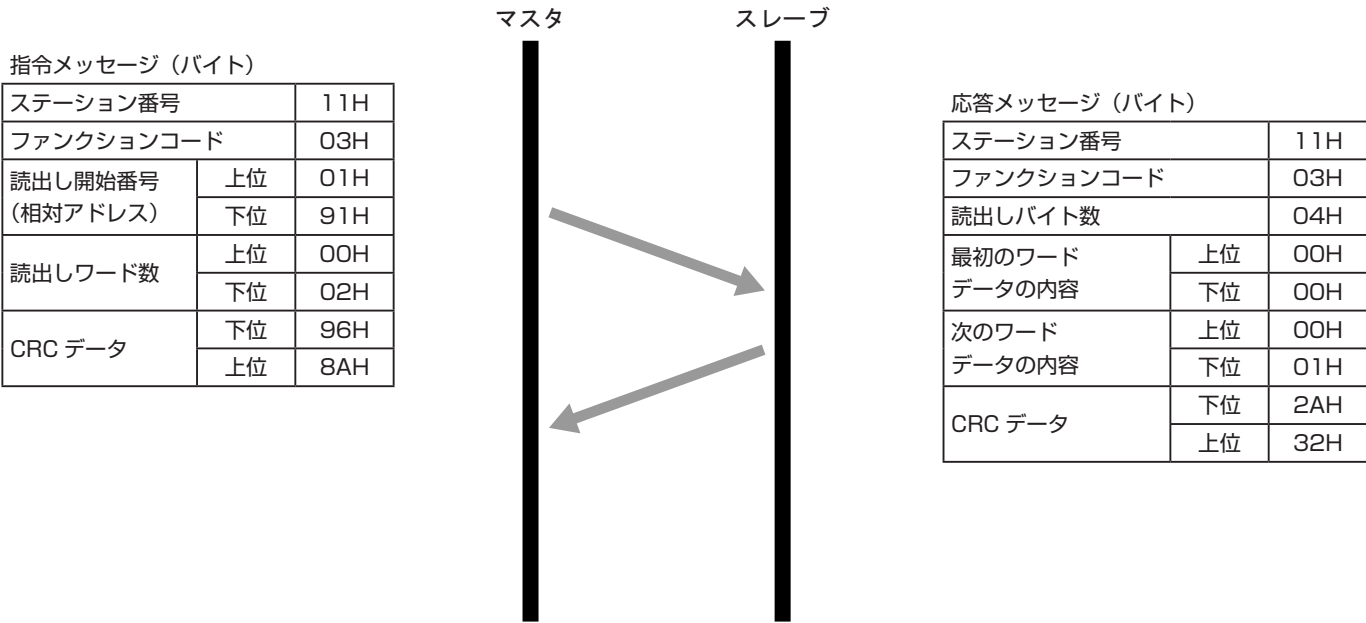 マスタ スレーブ
指令メッセージ（バイト）
ステーション番号 11H
ファンクションコード 03H
読出し開始番号
（相対アドレス） 上位 01H
下位 91H
読出しワード数 上位 00H
下位 02H
CRC データ 下位 96H
上位 8AH
応答メッセージ（バイト）
ステーション番号 11H
ファンクションコード 03H
読出しバイト数 04H
最初のワード 上位 00H
データの内容 下位 00H
次のワード 上位 00H
データの内容 下位 01H
CRC データ 下位 2AH
上位 32H